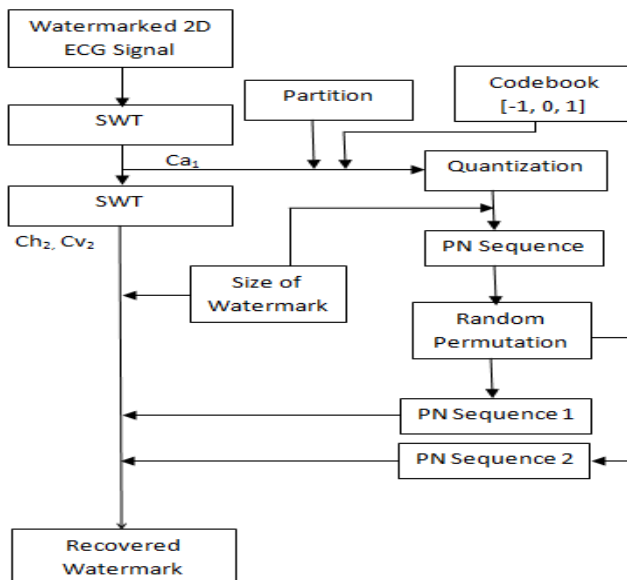 Watermarked 2D
ECG Signal
Partition
Codebook
[-1, 0, 1]
SWT
Ca₁
Quantization
SWT
Ch₂, Cv₂
PN Sequence
Size of
Watermark
Random
Permutation
PN Sequence 1
PN Sequence 2
Recovered
Watermark